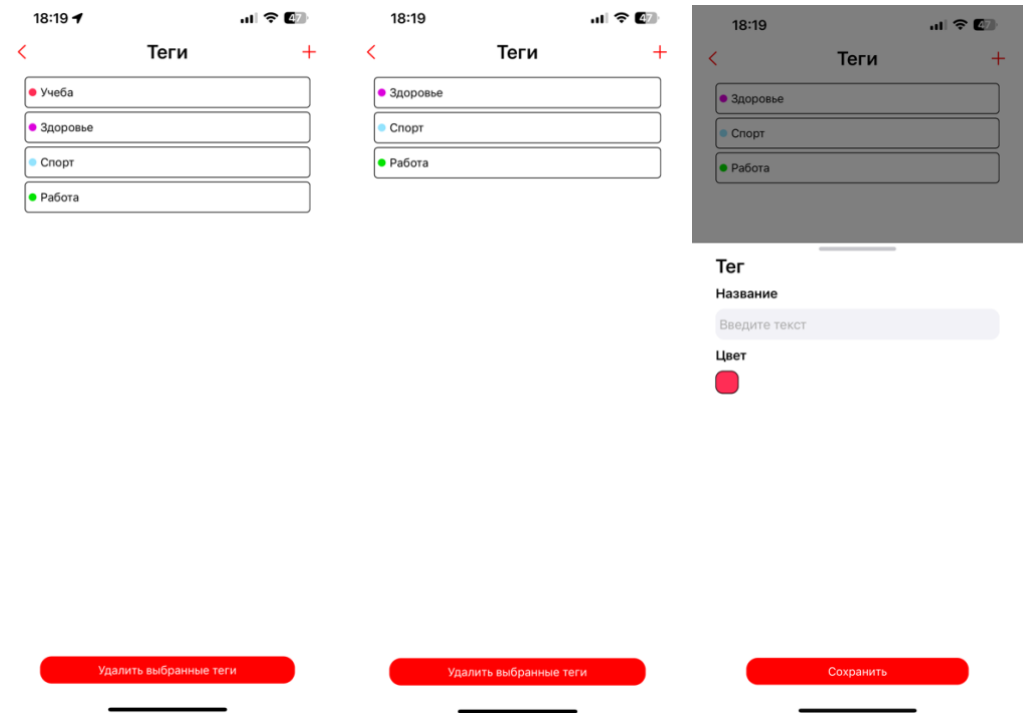 18:19
47
Теги
Учеба
Здоровье
Спорт
Работа
Удалить выбранные теги
18:19
47
Теги
Здоровье
Спорт
Работа
Удалить выбранные теги
18:19
47
Теги
Здоровье
Спорт
Работа
Тег
Название
Введите текст
Цвет
Сохранить